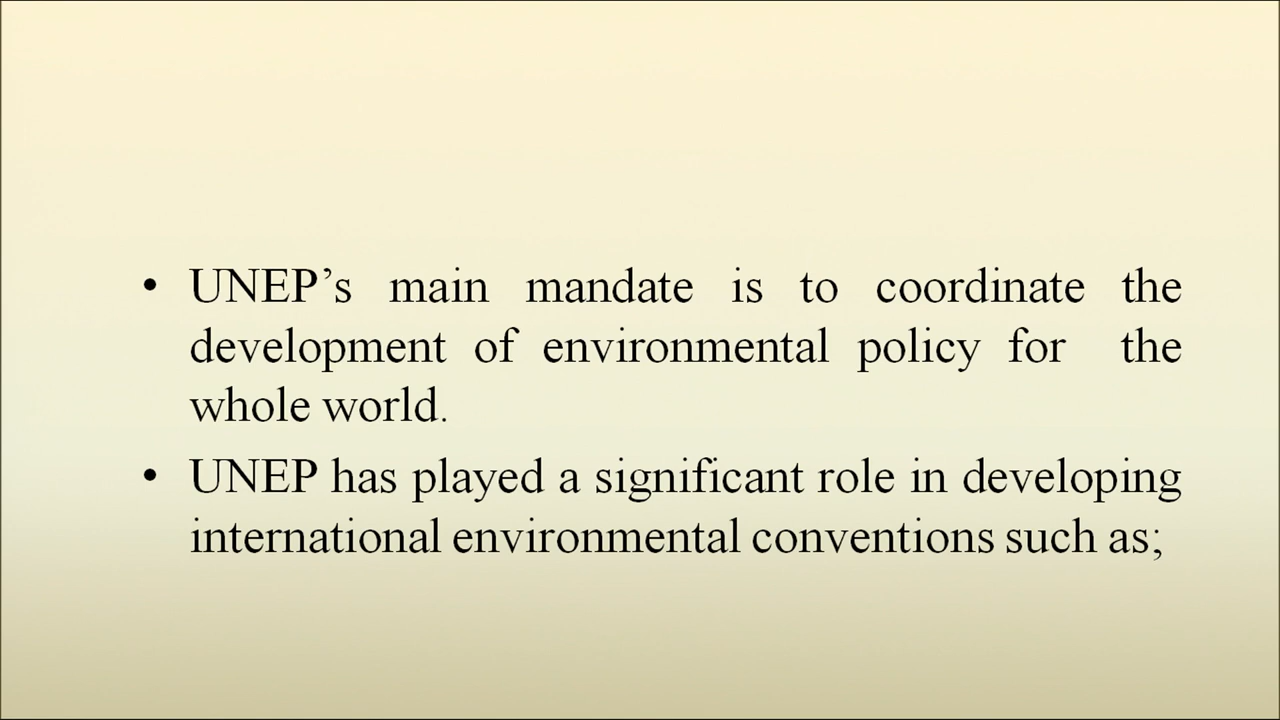 • UNEP’s main mandate is to coordinate the
development of environmental policy for the
whole world.
• UNEP has played a significant role in developing
international environmental conventions such as;